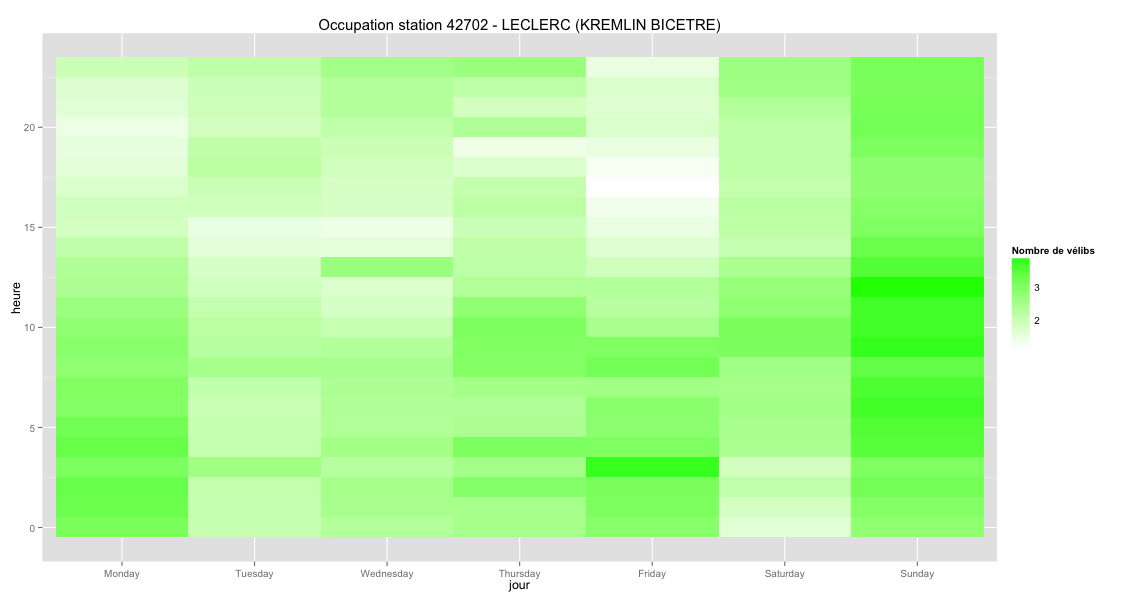 Occupation station 42702 - LECLERC (KREMLIN BICETRE)
20
15
10
5
0
heure
Monday Tuesday Wednesday Thursday Friday Saturday Sunday
jour
Nombre de vélibs
3
2